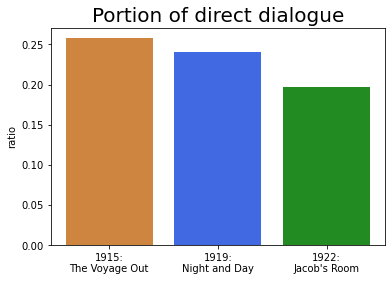 Portion of direct dialogue
0.25
0.20
0.15
0.10
0.05
0.00
ratio
1915:
The Voyage Out
1919:
Night and Day
1922:
Jacob's Room